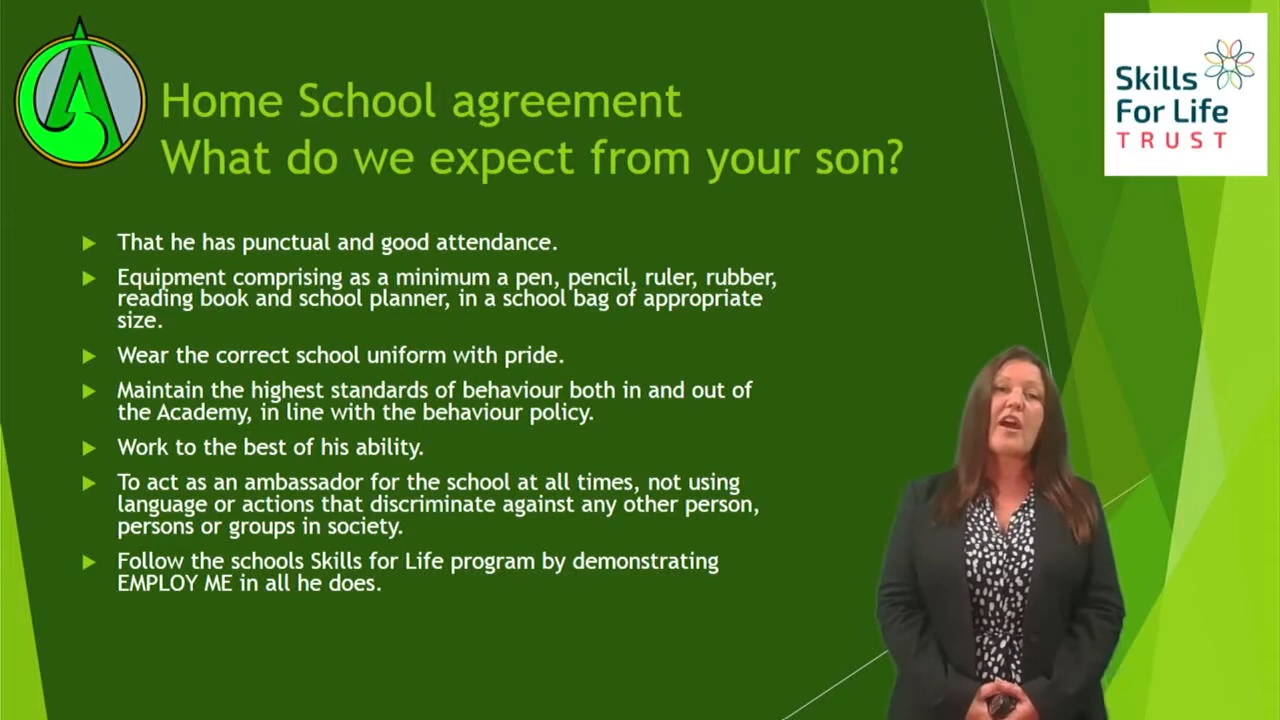 Home School agreement
What do we expect from your son?
Skills
For Life
TRUST
That he has punctual and good attendance.
Equipment comprising as a minimum a pen, pencil, ruler, rubber,
reading book and school planner, in a school bag of appropriate
size.
Wear the correct school uniform with pride.
Maintain the highest standards of behaviour both in and out of
the Academy, in line with the behaviour policy.
Work to the best of his ability.
To act as an ambassador for the school at all times, not using
language or actions that discriminate against any other person,
persons or groups in society.
Follow the schools Skills for Life program by demonstrating
EMPLOY ME in all he does.